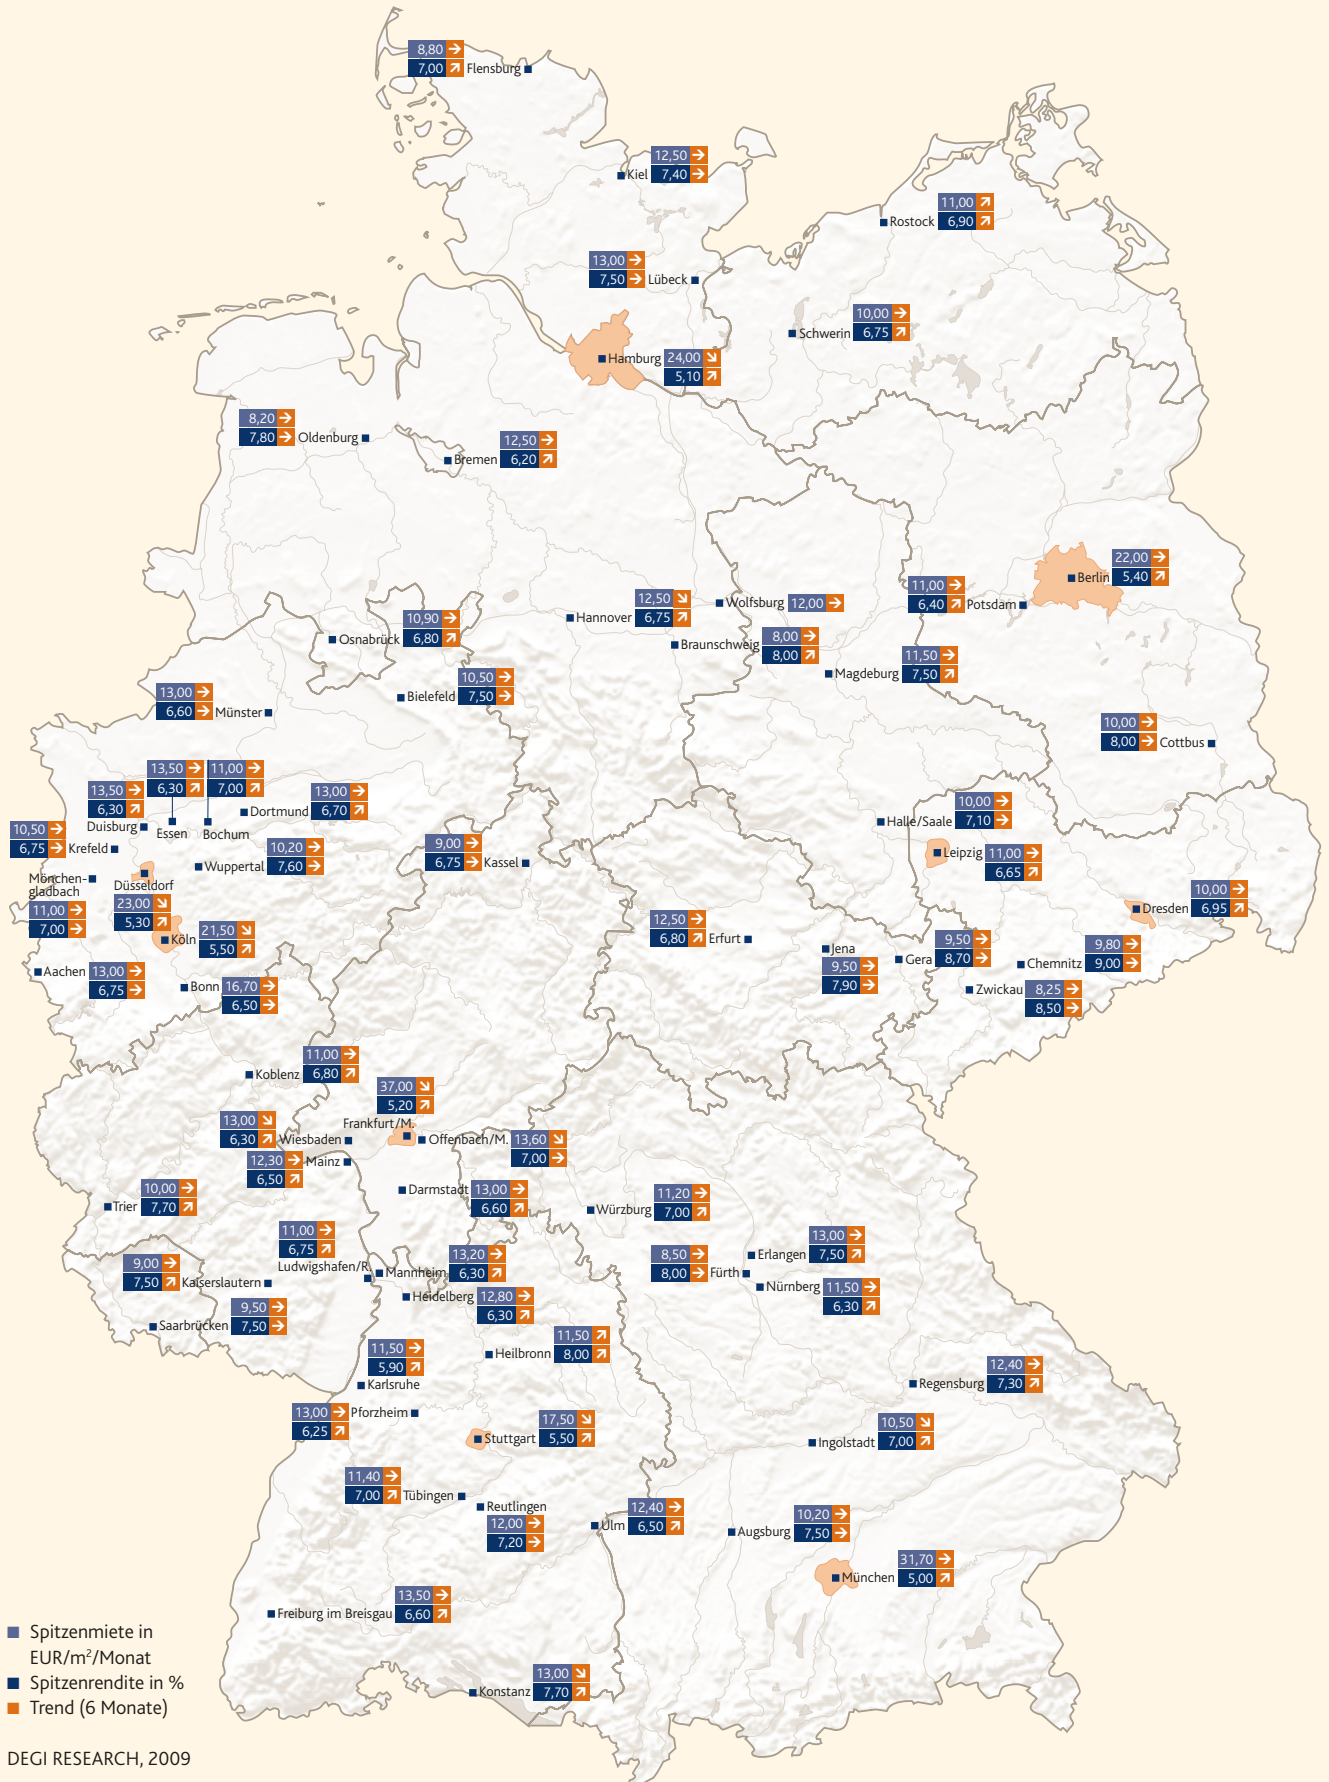 8,80
7,00 Flensburg
12,50
Kiel 7,40
11,00
Rostock 6,90
13,00
7,50 Lübeck
10,00
Schwerin 6,75
Hamburg 24,00
5,10
8,20
7,80 Oldenburg
12,50
Bremen 6,20
22,00
Berlin 5,40
11,00
6,40 Potsdam
12,50
Hannover 6,75
Wolfsburg 12,00
10,90
Osnabrück 6,80
8,00
Braunschweig 8,00
11,50
Magdeburg 7,50
10,50
Bielefeld 7,50
13,00
6,60 Münster
10,00
8,00 Cottbus
13,50
6,30
Essen
11,00
7,00
Bochum
13,50
6,30
Duisburg
13,00
Dortmund 6,70
10,00
Halle/Saale 7,10
10,50
6,75 Krefeld
10,20
Wuppertal 7,60
9,00
6,75 Kassel
Leipzig 11,00
6,65
Mönchen-
gladbach
11,00
7,00
Düsseldorf
23,00
5,30
10,00
Dresden 6,95
Köln 21,50
5,50
12,50
6,80 Erfurt
Jena
9,50
7,90
9,50
Gera 8,70
9,80
Chemnitz 9,00
Aachen 13,00
6,75
Bonn 16,70
6,50
Zwickau 8,25
8,50
11,00
Koblenz 6,80
37,00
5,20
Frankfurt/M.
13,00
6,30 Wiesbaden
Offenbach/M. 13,60
7,00
12,30 Mainz
6,50
10,00
Trier 7,70
Darmstadt 13,00
6,60
11,20
Würzburg 7,00
11,00
6,75
Ludwigshafen/R.
13,20
Mannheim 6,30
13,00
Erlangen 7,50
8,50
8,00 Fürth
9,00
7,50 Kaiserslautern
Nürnberg 11,50
6,30
Heidelberg 12,80
6,30
9,50
Saarbrücken 7,50
11,50
Heilbronn 8,00
11,50
5,90
Karlsruhe
12,40
Regensburg 7,30
13,00 Pforzheim
6,25
17,50
Stuttgart 5,50
10,50
Ingolstadt 7,00
11,40
7,00 Tübingen
Reutlingen
12,00
7,20
12,40
Ulm 6,50
10,20
Augsburg 7,50
31,70
München 5,00
13,50
Freiburg im Breisgau 6,60
13,00
Konstanz 7,70
Spitzenmiete in
EUR/m²/Monat
Spitzenrendite in %
Trend (6 Monate)
DEGI RESEARCH, 2009